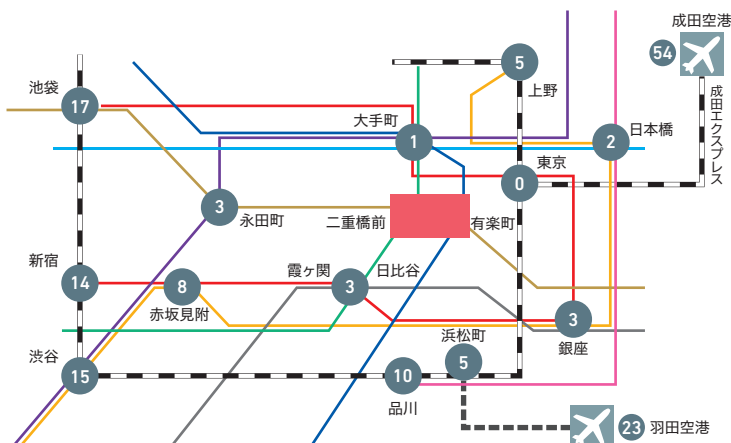 成田空港
54
5
池袋
上野
17
成田エクスプレス
大手町
日本橋
1
2
東京
0
3
永田町
二重橋前
有楽町
新宿
霞ヶ関
日比谷
14
8
3
赤坂見附
3
浜松町
銀座
渋谷
5
15
10
品川
23
羽田空港